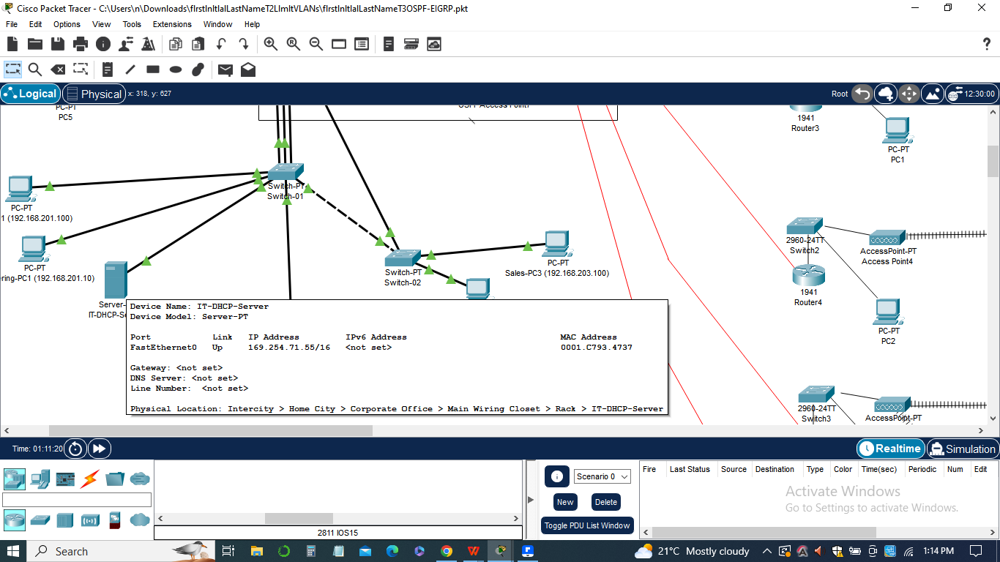 Cisco Packet Tracer - C:\Users\n\Downloads\fIrstInItIalLastNameT2LImItVLANs\fIrstInItIalLastNameT3OSPF-EIGRP.pkt
File Edit Options View Tools Extensions Window Help
Logical Physical x: 318, y: 627 Root 12:30:00
PC-PT
PC5
1941
Router3
PC-PT
PC1
Switch-PT
Switch-01
PC-PT
1 (192.168.201.100)
PC-PT
ring-PC1 (192.168.201.10)
Server-
IT-DHCP-Se
Switch-PT
Switch-02
PC-PT
Sales-PC3 (192.168.203.100)
2960-24TT
Switch2
AccessPoint-PT
Access Point4
1941
Router4
PC-PT
PC2
2960-24TT
Switch3
AccessPoint-PT
Device Name: IT-DHCP-Server
Device Model: Server-PT
Port Link IP Address IPv6 Address MAC Address
FastEthernet0 Up 169.254.71.55/16 <not set> 0001.C793.4737
Gateway: <not set>
DNS Server: <not set>
Line Number: <not set>
Physical Location: Intercity > Home City > Corporate Office > Main Wiring Closet > Rack > IT-DHCP-Server
Time: 01:11:20 Realtime Simulation
Scenario 0
New Delete
Toggle PDU List Window
Fire Last Status Source Destination Type Color Time(sec) Periodic Num Edit
Activate Windows
Go to Settings to activate Windows.
2811 IOS15
Search 21°C Mostly cloudy 1:14 PM